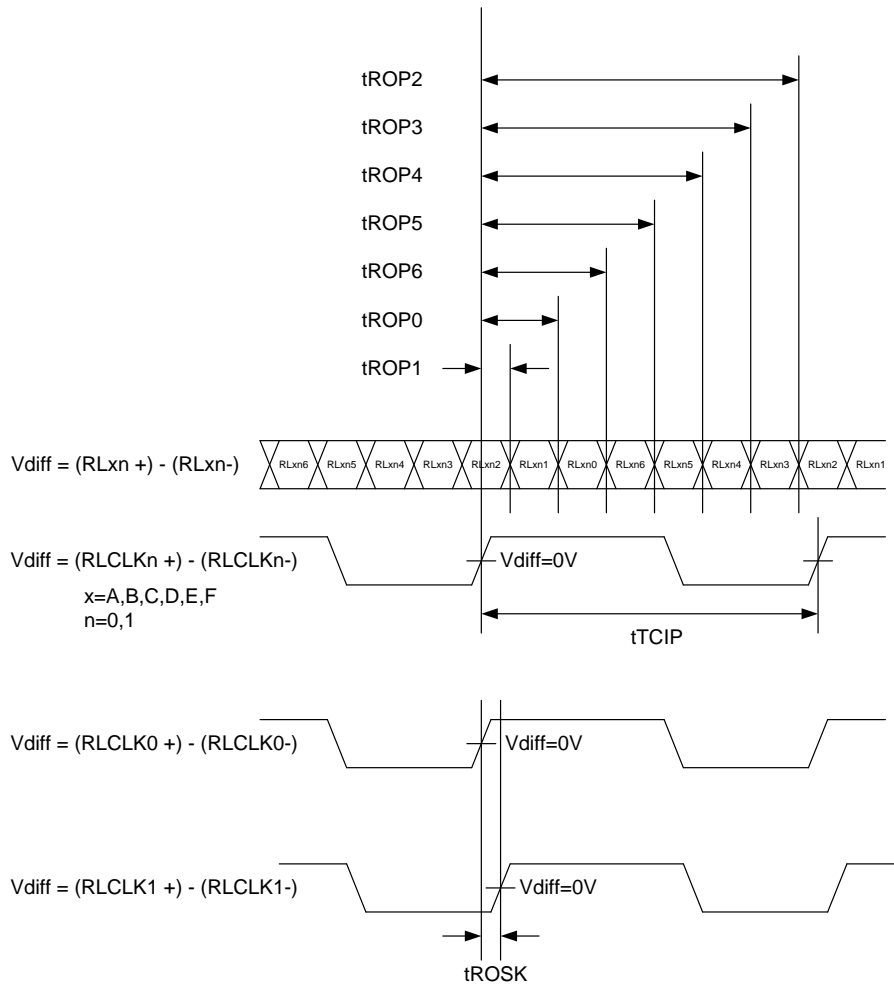 tROP2
tROP3
tROP4
tROP5
tROP6
tROP0
tROP1
Vdiff = (RLxn +) - (RLxn-)
RLxn6 RLxn5 RLxn4 RLxn3 RLxn2 RLxn1 RLxn0 RLxn6 RLxn5 RLxn4 RLxn3 RLxn2 RLxn1
Vdiff = (RLCLKn +) - (RLCLKn-) Vdiff=0V
x=A,B,C,D,E,F
n=0,1
tTCIP
Vdiff = (RLCLK0 +) - (RLCLK0-) Vdiff=0V
Vdiff = (RLCLK1 +) - (RLCLK1-) Vdiff=0V
tROSK